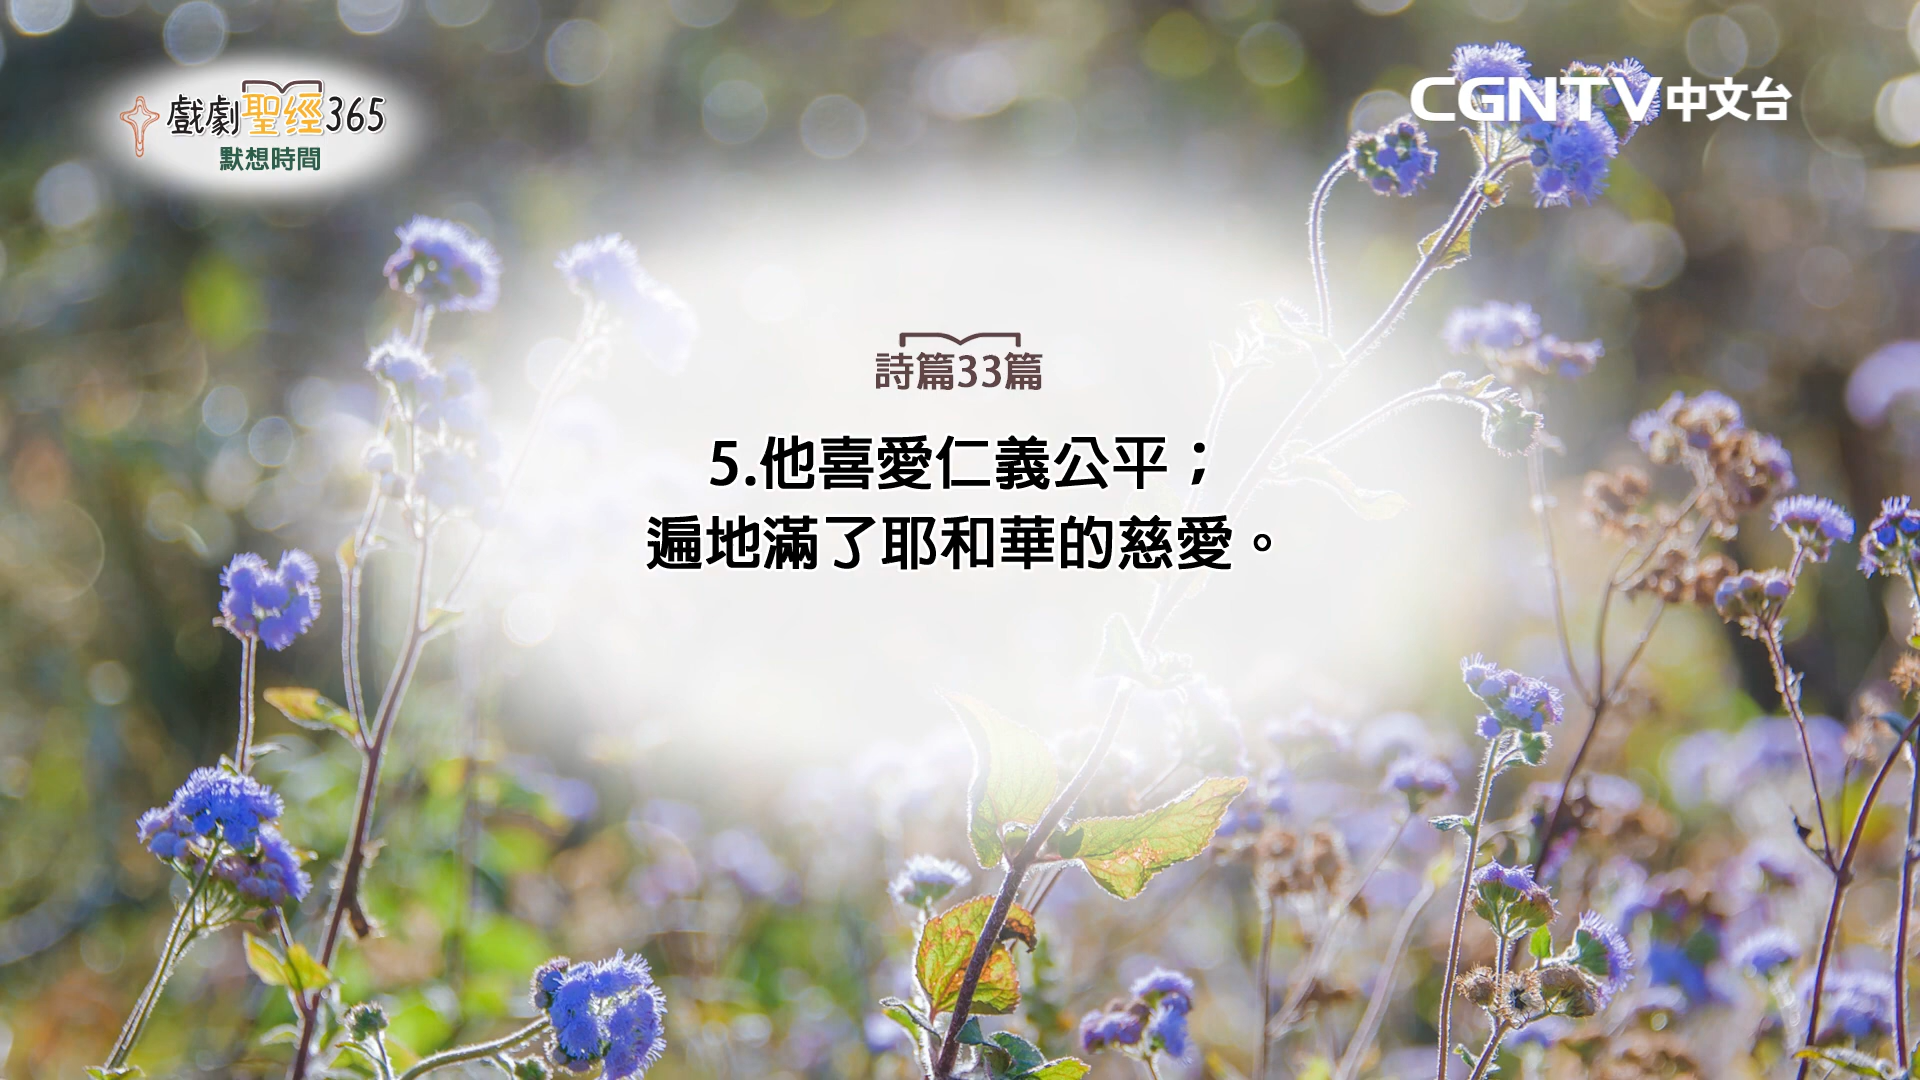 戲劇聖經365
默想時間
CGNTV中文台
詩篇33篇
5.他喜愛仁義公平；
遍地滿了耶和華的慈愛。